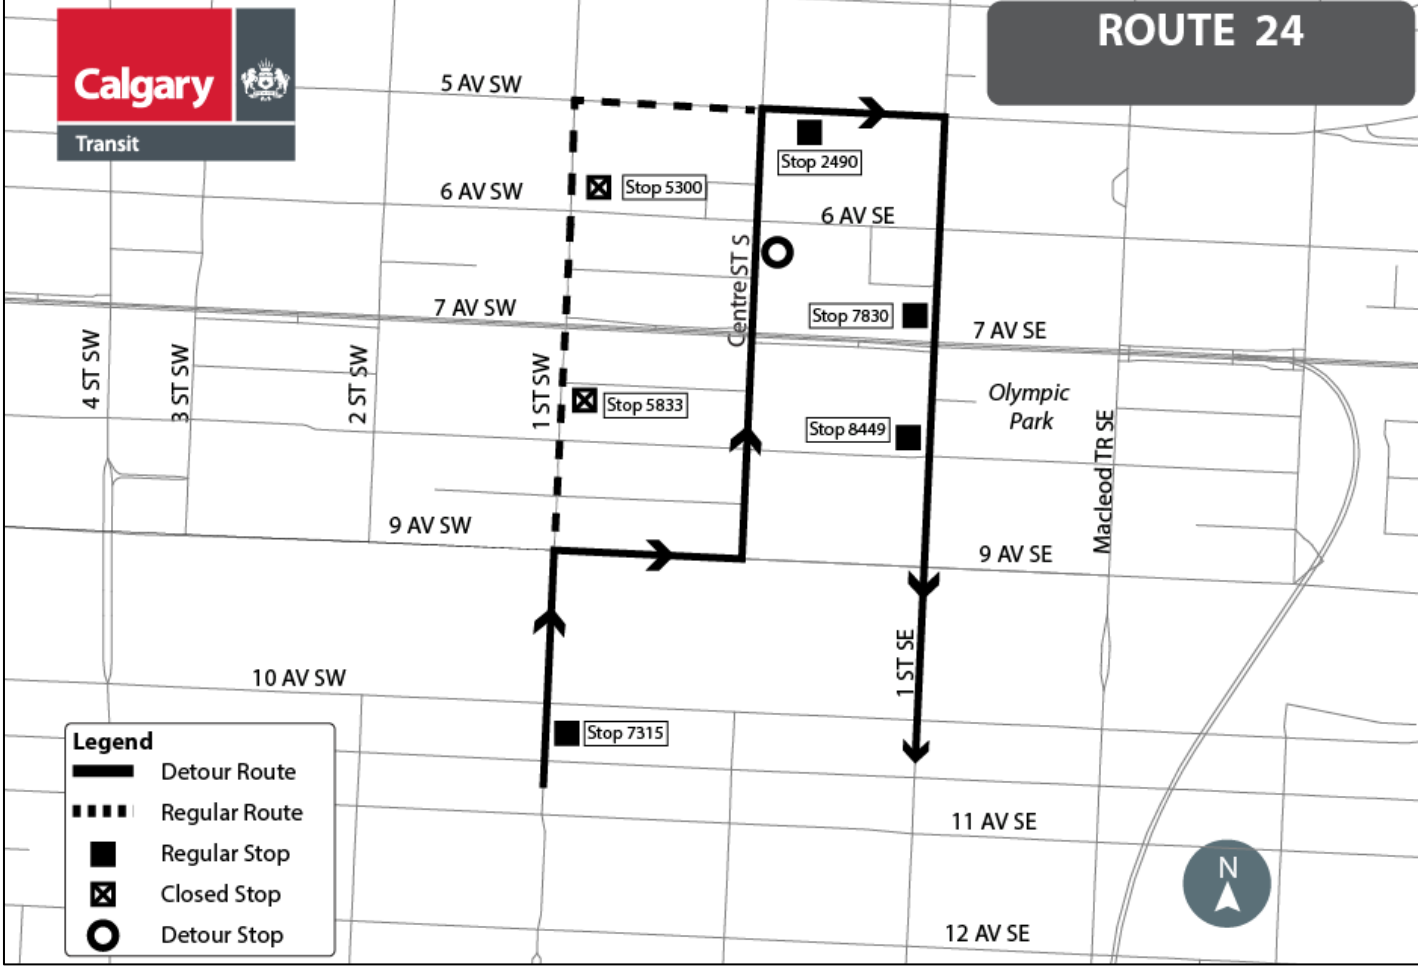 ROUTE 24
Calgary
Transit
5 AV SW
Stop 2490
6 AV SW
Stop 5300
6 AV SE
Centre ST S
7 AV SW
Stop 7830
7 AV SE
4 ST SW
3 ST SW
2 ST SW
1 ST SW
Stop 5833
Olympic
Park
Stop 8449
Macleod TR SE
9 AV SW
9 AV SE
1 ST SE
10 AV SW
Stop 7315
11 AV SE
12 AV SE
N
Legend
Detour Route
Regular Route
Regular Stop
Closed Stop
Detour Stop